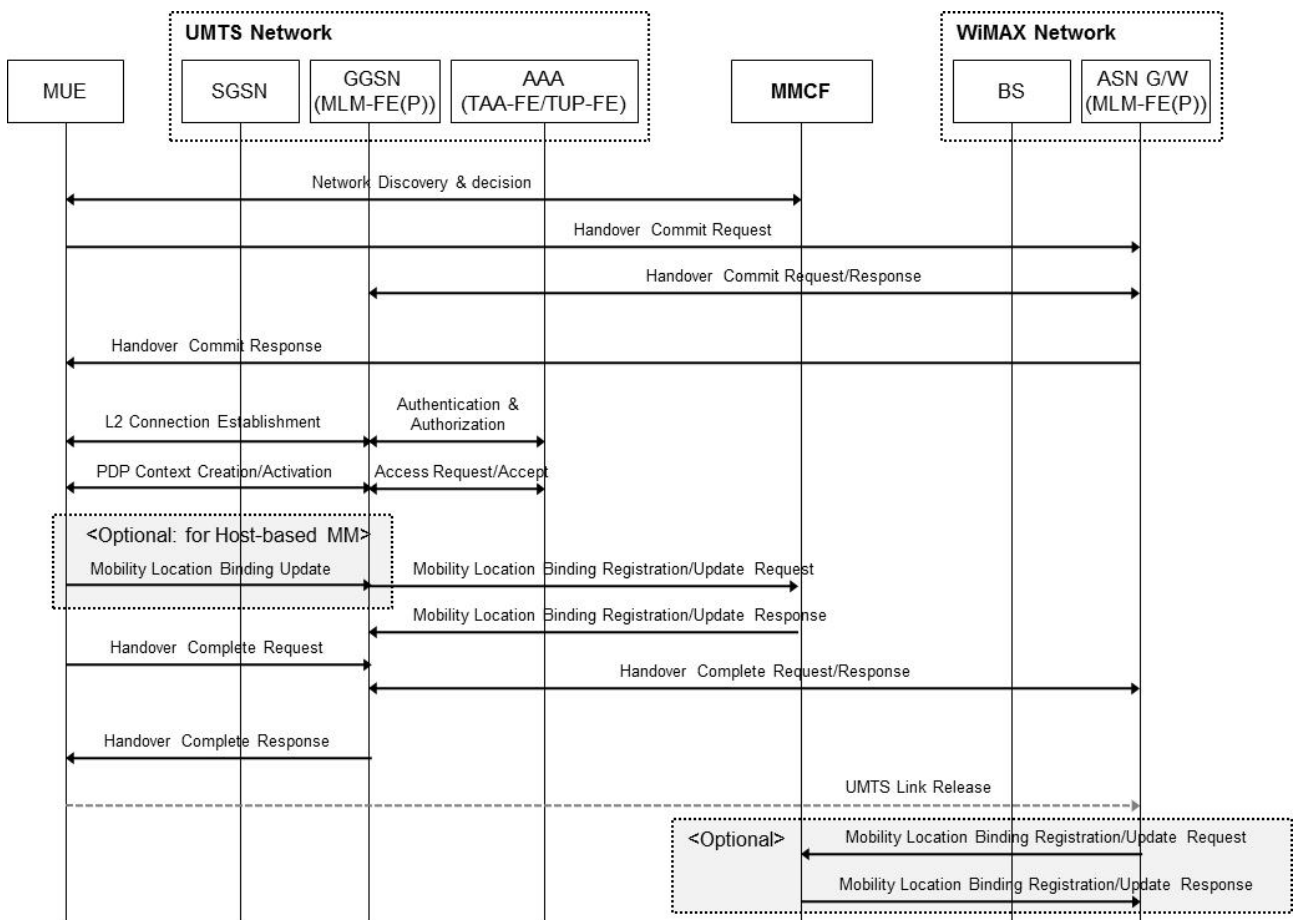 UMTS Network
WiMAX Network
MUE
SGSN
GGSN
(MLM-FE(P))
AAA
(TAA-FE/TUP-FE)
MMCF
BS
ASN G/W
(MLM-FE(P))
Network Discovery & decision
Handover Commit Request
Handover Commit Request/Response
Handover Commit Response
L2 Connection Establishment
Authentication &
Authorization
PDP Context Creation/Activation
Access Request/Accept
<Optional: for Host-based MM>
Mobility Location Binding Update
Mobility Location Binding Registration/Update Request
Mobility Location Binding Registration/Update Response
Handover Complete Request
Handover Complete Request/Response
Handover Complete Response
UMTS Link Release
<Optional>
Mobility Location Binding Registration/Update Request
Mobility Location Binding Registration/Update Response